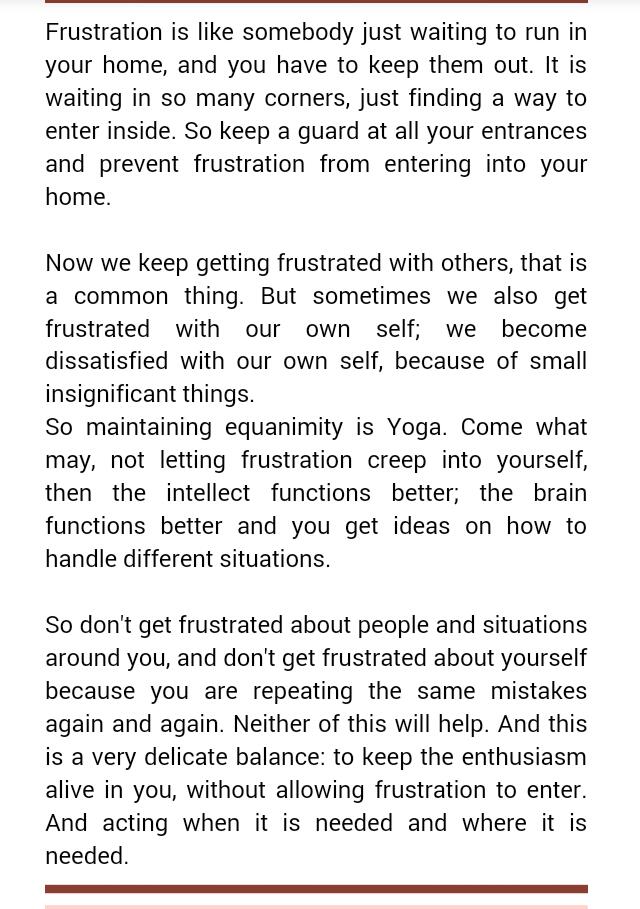 Frustration is like somebody just waiting to run in
your home, and you have to keep them out. It is
waiting in so many corners, just finding a way to
enter inside. So keep a guard at all your entrances
and prevent frustration from entering into your
home.
Now we keep getting frustrated with others, that is
a common thing. But sometimes we also get
frustrated with our own self; we become
dissatisfied with our own self, because of small
insignificant things.
So maintaining equanimity is Yoga. Come what
may, not letting frustration creep into yourself,
then the intellect functions better; the brain
functions better and you get ideas on how to
handle different situations.
So don't get frustrated about people and situations
around you, and don't get frustrated about yourself
because you are repeating the same mistakes
again and again. Neither of this will help. And this
is a very delicate balance: to keep the enthusiasm
alive in you, without allowing frustration to enter.
And acting when it is needed and where it is
needed.